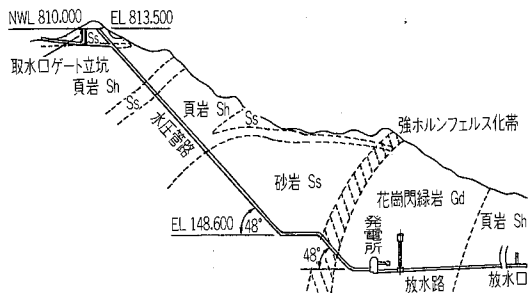 NWL 810.000
EL 813.500
Ss
取水口ゲート立坑
頁岩 Sh
Ss
頁岩 Sh
Ss
水圧管路
強ホルンフェルス化帯
砂岩 Ss
花崗閃緑岩 Gd
頁岩 Sh
EL 148.600
48°
48°
発電所
放水路
放水口